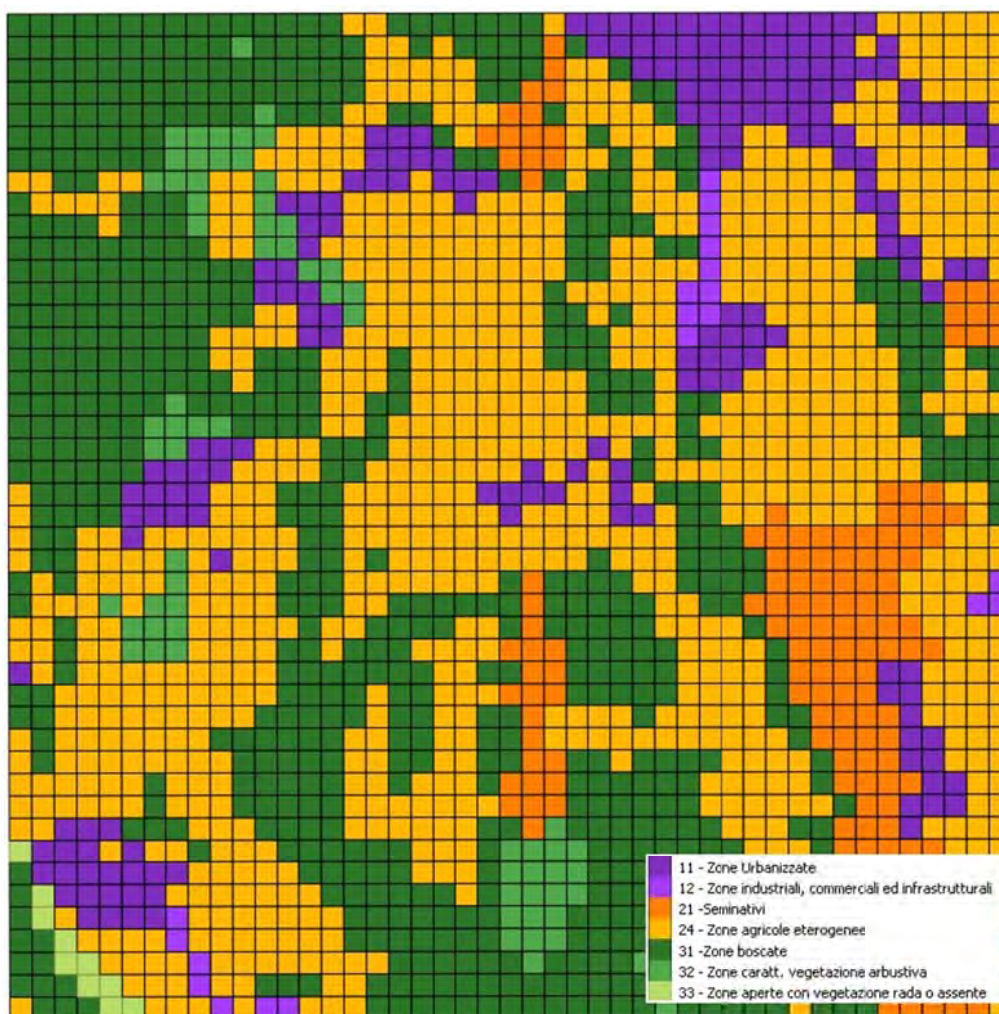 11 - Zone Urbanizzate
12 - Zone industriali, commerciali ed infrastrutturali
21 -Seminativi
24 - Zone agricole eterogenee
31 -Zone boscate
32 - Zone caratt. vegetazione arbustiva
33 - Zone aperte con vegetazione rada o assente